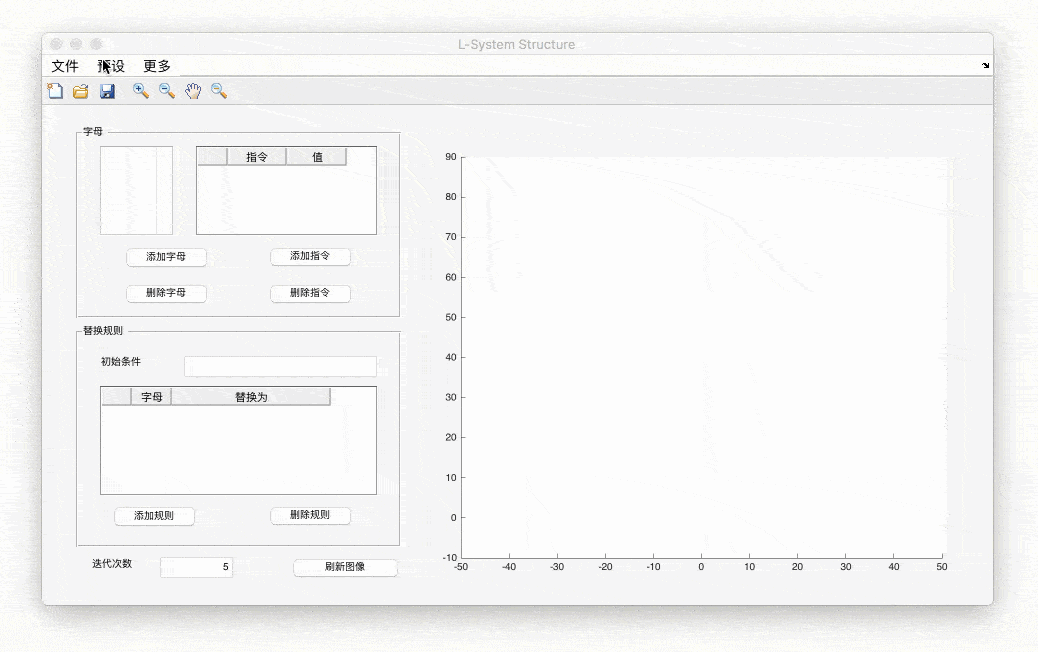 L-System Structure
文件 预设 更多
字母
指令 值
添加字母 添加指令
删除字母 删除指令
替换规则
初始条件
字母 替换为
添加规则 删除规则
迭代次数 5 刷新图像
90
80
70
60
50
40
30
20
10
0
-10
-50 -40 -30 -20 -10 0 10 20 30 40 50